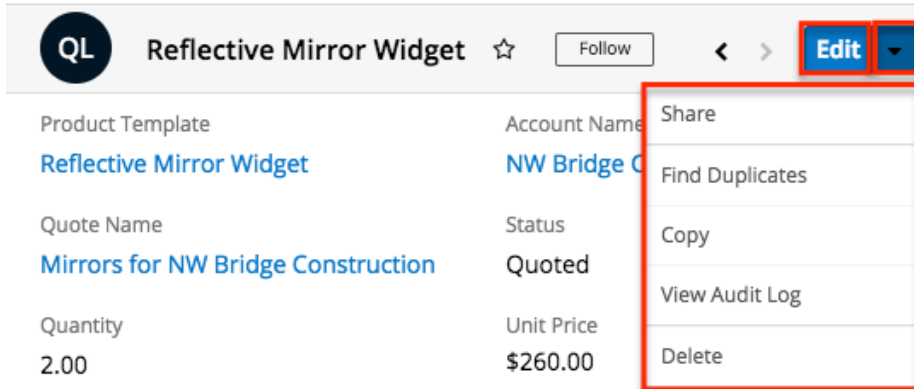 QL Reflective Mirror Widget Follow Edit
Share
Product Template Account Name
Reflective Mirror Widget NW Bridge C
Find Duplicates
Quote Name Status
Copy
Mirrors for NW Bridge Construction Quoted
View Audit Log
Quantity Unit Price
2.00 $260.00
Delete